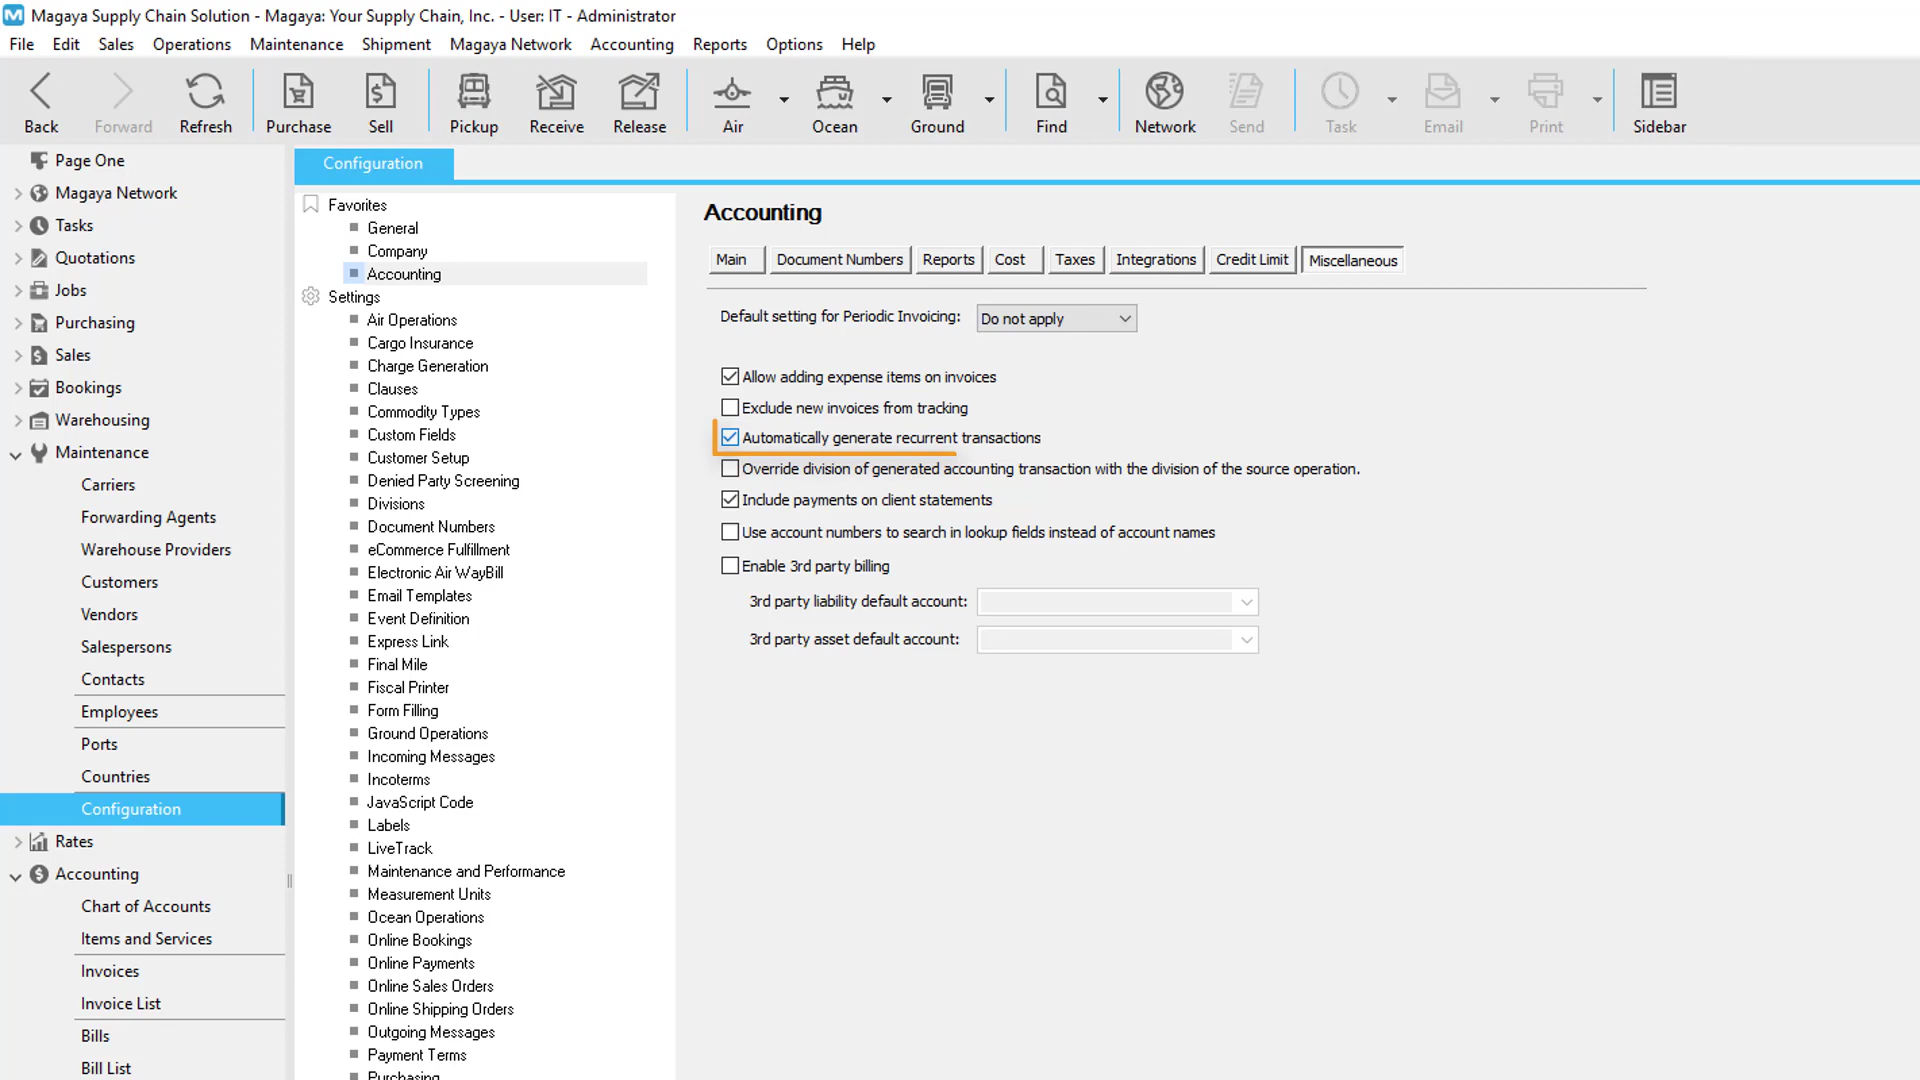 Magaya Supply Chain Solution - Magaya: Your Supply Chain, Inc. - User: IT - Administrator
File Edit Sales Operations Maintenance Shipment Magaya Network Accounting Reports Options Help
Back Forward Refresh Purchase Sell Pickup Receive Release Air Ocean Ground Find Network Send Task Email Print Sidebar
Page One
Magaya Network
Tasks
Quotations
Jobs
Purchasing
Sales
Bookings
Warehousing
Maintenance
Carriers
Forwarding Agents
Warehouse Providers
Customers
Vendors
Salespersons
Contacts
Employees
Ports
Countries
Configuration
Rates
Accounting
Chart of Accounts
Items and Services
Invoices
Invoice List
Bills
Bill List
Configuration
Favorites
General
Company
Accounting
Settings
Air Operations
Cargo Insurance
Charge Generation
Clauses
Commodity Types
Custom Fields
Customer Setup
Denied Party Screening
Divisions
Document Numbers
eCommerce Fulfillment
Electronic Air WayBill
Email Templates
Event Definition
Express Link
Final Mile
Fiscal Printer
Form Filling
Ground Operations
Incoming Messages
Incoterms
JavaScript Code
Labels
LiveTrack
Maintenance and Performance
Measurement Units
Ocean Operations
Online Bookings
Online Payments
Online Sales Orders
Online Shipping Orders
Outgoing Messages
Payment Terms
Purchasing
Accounting
Main Document Numbers Reports Cost Taxes Integrations Credit Limit Miscellaneous
Default setting for Periodic Invoicing: Do not apply
Allow adding expense items on invoices
Exclude new invoices from tracking
Automatically generate recurrent transactions
Override division of generated accounting transaction with the division of the source operation.
Include payments on client statements
Use account numbers to search in lookup fields instead of account names
Enable 3rd party billing
3rd party liability default account:
3rd party asset default account: